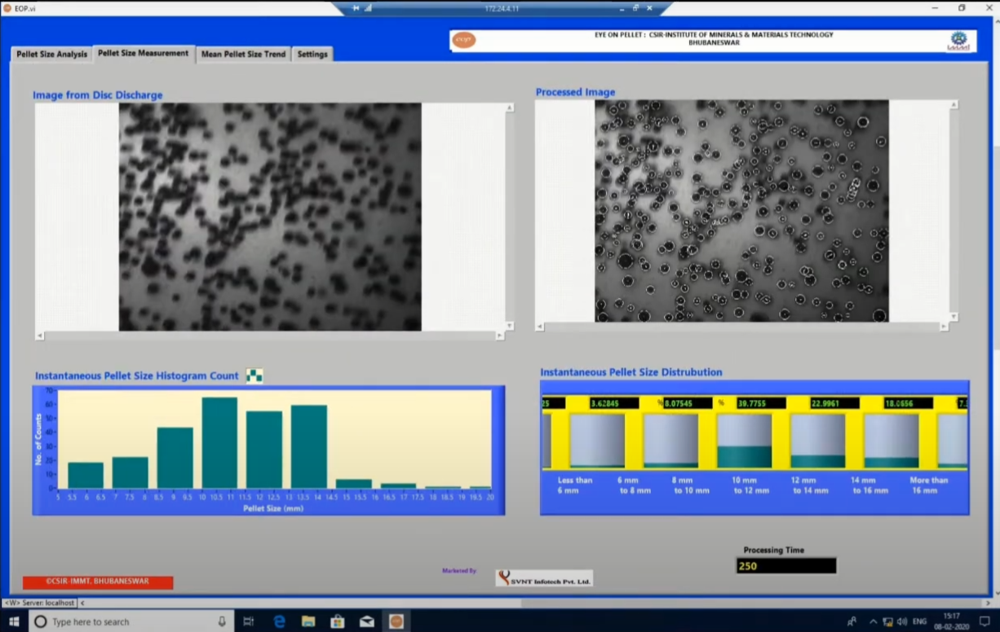 EOP.vi
172.24.4.11
EYE ON PELLET : CSIR-INSTITUTE OF MINERALS & MATERIALS TECHNOLOGY
BHUBANESWAR
Pellet Size Analysis
Pellet Size Measurement
Mean Pellet Size Trend
Settings
Image from Disc Discharge
Processed Image
Instantaneous Pellet Size Histogram Count
No. of Counts
70
60
50
40
30
20
10
0
5 5.5 6 6.5 7 7.5 8 8.5 9 9.5 10 10.5 11 11.5 12 12.5 13 13.5 14 14.5 15 15.5 16 16.5 17 17.5 18 18.5 19 19.5 20
Pellet Size (mm)
Instantaneous Pellet Size Distrubution
25 3.62845 % 8.07545 % 39.7755 22.9961 18.0656 7.
Less than 6 mm 8 mm 10 mm 12 mm 14 mm More than
6 mm to 8 mm to 10 mm to 12 mm to 14 mm to 16 mm 16 mm
Processing Time
250
©CSIR-IMMT, BHUBANESWAR
Marketed By:
SVNT Infotech Pvt. Ltd.
<W> Server: localhost <
Type here to search
ENG
15:17
08-02-2020